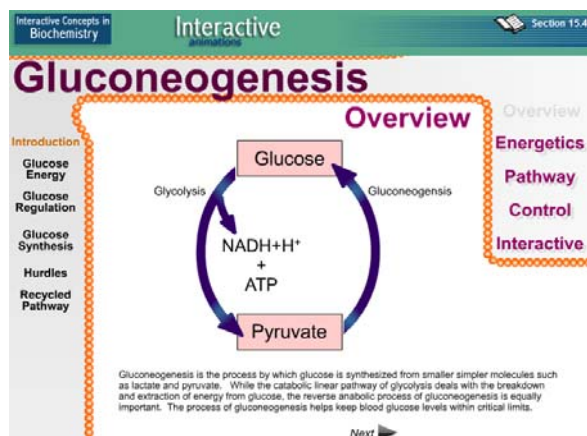 Interactive Concepts in
Biochemistry
Interactive
animations
Section 15.4
Gluconeogenesis
Overview
Overview
Energetics
Pathway
Control
Interactive
Introduction
Glucose
Energy
Glucose
Regulation
Glucose
Synthesis
Hurdles
Recycled
Pathway
Glucose
Glycolysis
Gluconeogensis
NADH+H⁺
+
ATP
Pyruvate
Gluconeogenesis is the process by which glucose is synthesized from smaller simpler molecules such
as lactate and pyruvate. While the catabolic linear pathway of glycolysis deals with the breakdown
and extraction of energy from glucose, the reverse anabolic process of gluconeogenesis is equally
important. The process of gluconeogenesis helps keep blood glucose levels within critical limits.
Next